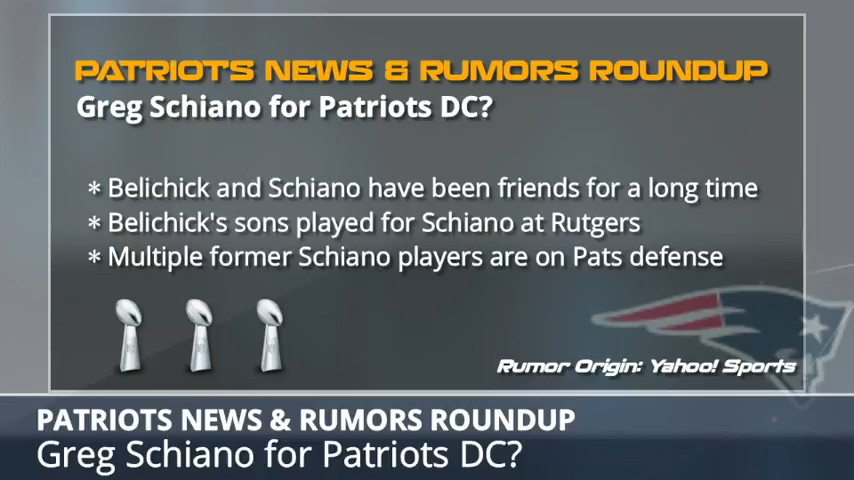 PATRIOTS NEWS & RUMORS ROUNDUP
Greg Schiano for Patriots DC?
* Belichick and Schiano have been friends for a long time
* Belichick's sons played for Schiano at Rutgers
* Multiple former Schiano players are on Pats defense
Rumor Origin: Yahoo! Sports
PATRIOTS NEWS & RUMORS ROUNDUP
Greg Schiano for Patriots DC?